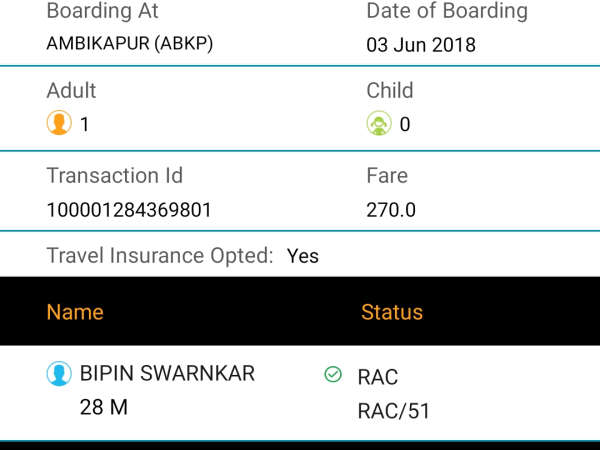 Boarding At Date of Boarding
AMBIKAPUR (ABKP) 03 Jun 2018
Adult Child
1 0
Transaction Id Fare
100001284369801 270.0
Travel Insurance Opted: Yes
Name Status
BIPIN SWARNKAR RAC
28 M RAC/51